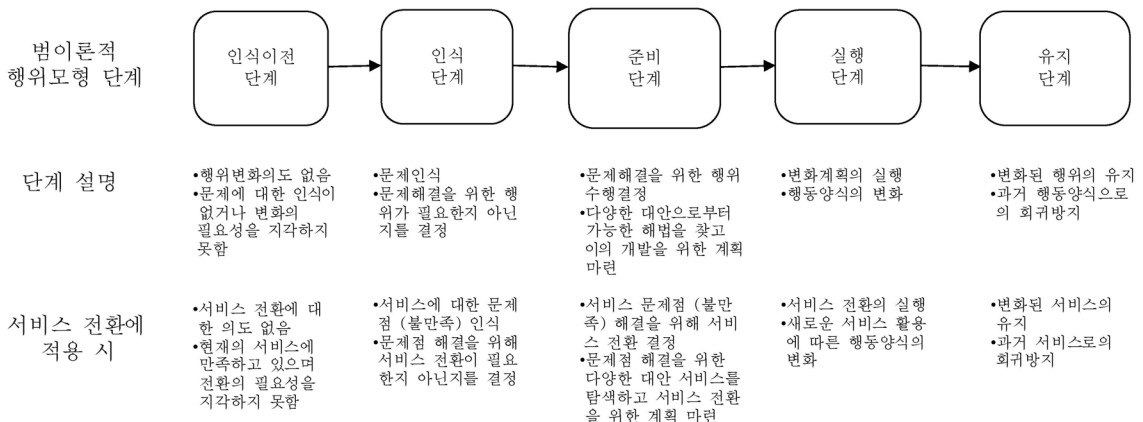 범이론적
행위모형 단계
인식이전
단계
인식
단계
준비
단계
실행
단계
유지
단계
단계 설명
•행위변화의도 없음
•문제에 대한 인식이
없거나 변화의
필요성을 지각하지
못함
•문제인식
•문제해결을 위한 행
위가 필요한지 아닌
지를 결정
•문제해결을 위한 행위
수행결정
•다양한 대안으로부터
가능한 해법을 찾고
이의 개발을 위한 계획
마련
•변화계획의 실행
•행동양식의 변화
•변화된 행위의 유지
•과거 행동양식으로
의 회귀방지
서비스 전환에
적용 시
•서비스 전환에 대
한 의도 없음
•현재의 서비스에
만족하고 있으며
전환의 필요성을
지각하지 못함
•서비스에 대한 문제
점 (불만족) 인식
•문제점 해결을 위해
서비스 전환이 필요
한지 아닌지를 결정
•서비스 문제점 (불만
족) 해결을 위해 서비
스 전환 결정
•문제점 해결을 위한
다양한 대안 서비스를
탐색하고 서비스 전환
을 위한 계획 마련
•서비스 전환의 실행
•새로운 서비스 활용
에 따른 행동양식의
변화
•변화된 서비스의
유지
•과거 서비스로의
회귀방지